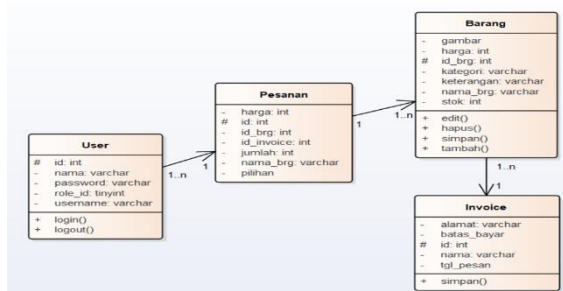 User
# id: int
- nama: varchar
- password: varchar
- role_id: tinyint
- username: varchar
+ login()
+ logout()
1..n
1
Pesanan
- harga: int
# id: int
- id_brg: int
- id_invoice: int
- jumlah: int
- nama_brg: varchar
- pilihan
1
1..n
Barang
- gambar
- harga: int
# id_brg: int
- kategori: varchar
- keterangan: varchar
- nama_brg: varchar
- stok: int
+ edit()
+ hapus()
+ simpan()
+ tambah()
1..n
1
Invoice
- alamat: varchar
- batas_bayar
# id: int
- nama: varchar
- tgl_pesan
+ simpan()